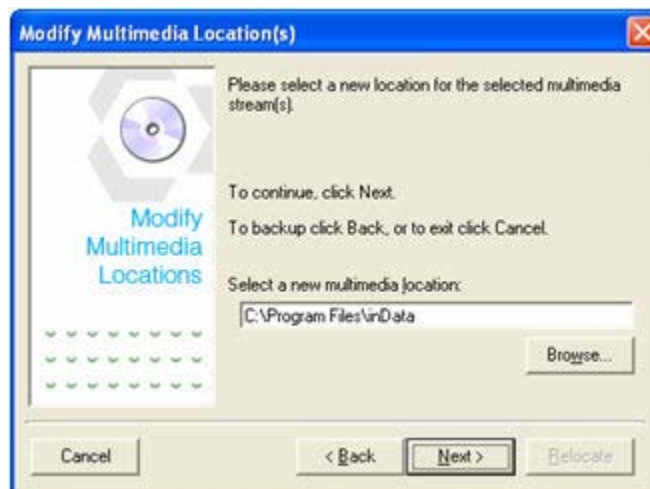 Modify Multimedia Location(s)
Please select a new location for the selected multimedia
stream(s).
To continue, click Next.
To backup click Back, or to exit click Cancel.
Modify
Multimedia
Locations
Select a new multimedia location:
C:\Program Files\inData
Browse...
Cancel
< Back
Next >
Relocate